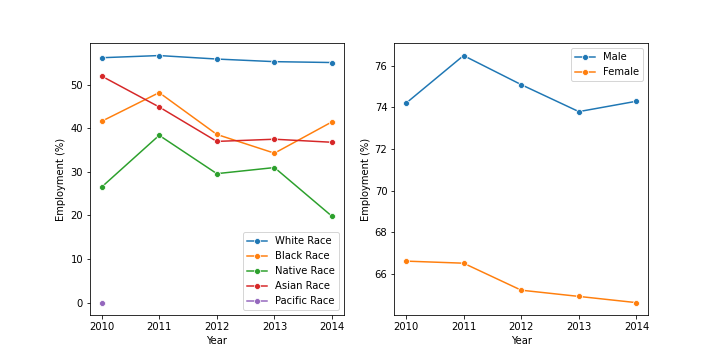 Employment (%)
50
40
30
20
10
0
2010 2011 2012 2013 2014
Year
White Race
Black Race
Native Race
Asian Race
Pacific Race
Employment (%)
76
74
72
70
68
66
2010 2011 2012 2013 2014
Year
Male
Female